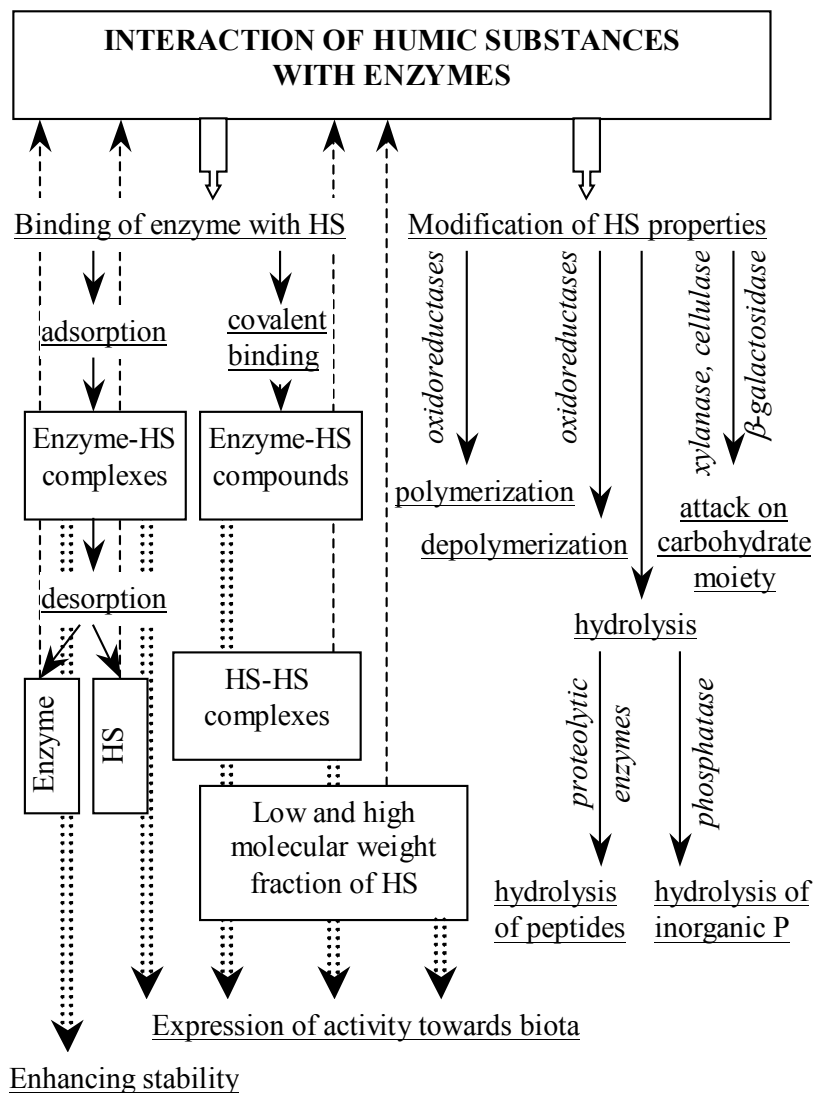 INTERACTION OF HUMIC SUBSTANCES
WITH ENZYMES
Binding of enzyme with HS
adsorption
covalent
binding
Enzyme-HS
complexes
Enzyme-HS
compounds
desorption
Enzyme
HS
HS-HS
complexes
Low and high
molecular weight
fraction of HS
Modification of HS properties
oxidoreductases
oxidoreductases
xylanase, cellulase
β-galactosidase
polymerization
depolymerization
attack on
carbohydrate
moiety
hydrolysis
proteolytic
enzymes
phosphatase
hydrolysis
of peptides
hydrolysis of
inorganic P
Expression of activity towards biota
Enhancing stability